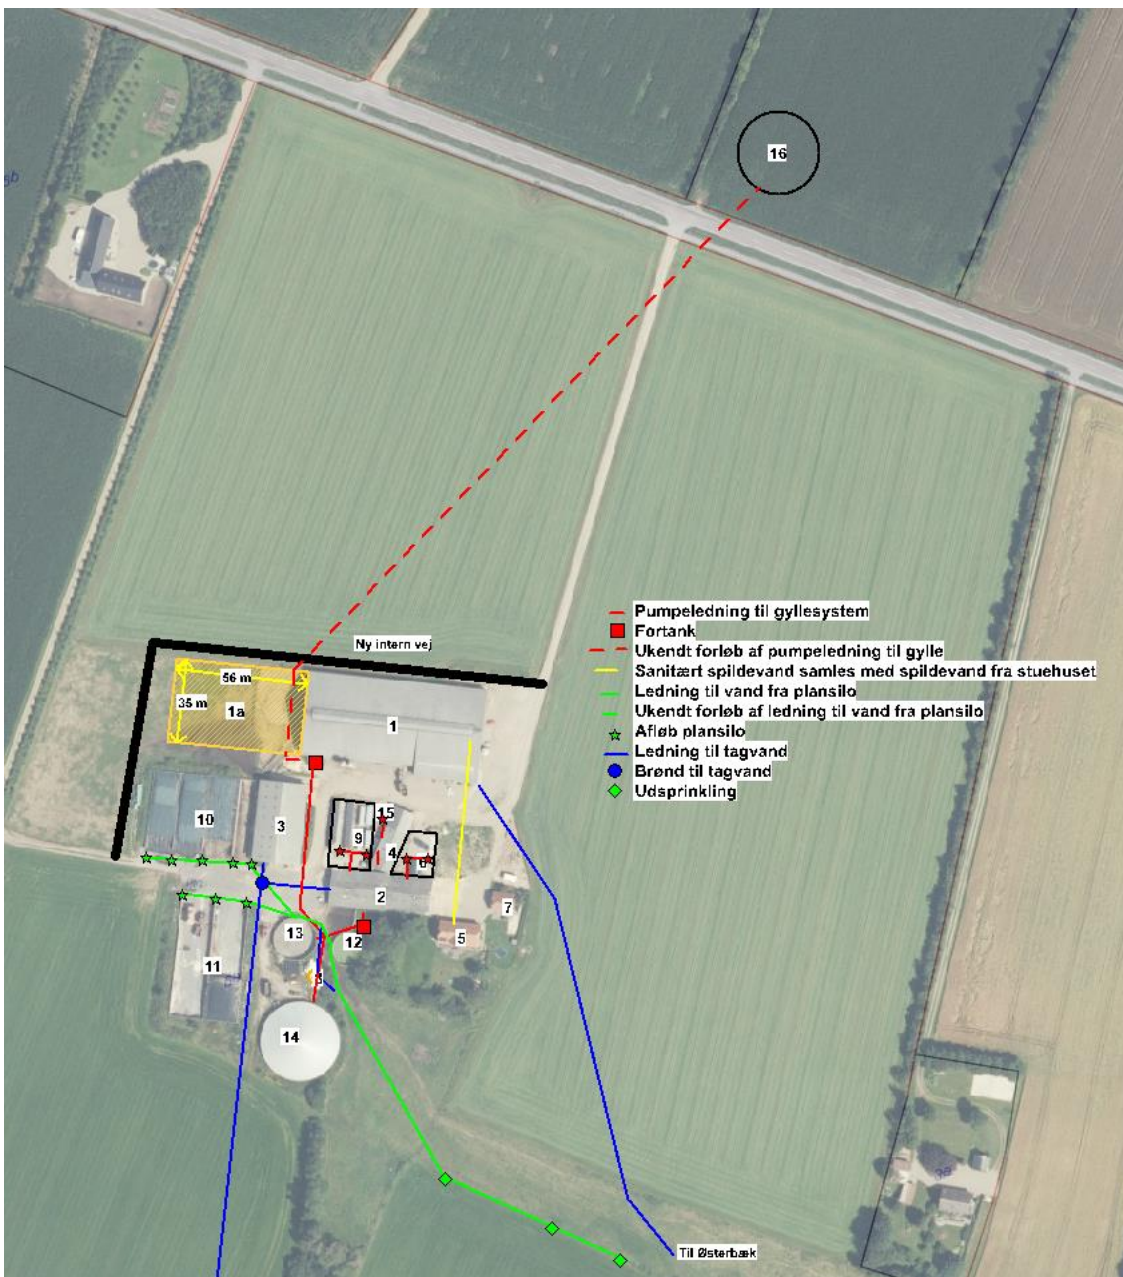 16
5b
Ny intern vej
56 m
35 m
1a
1
Pumpeledning til gyllesystem
Fortank
Ukendt forløb af pumpeledning til gylle
Sanitært spildevand samles med spildevand fra stuehuset
Ledning til vand fra plansilo
Ukendt forløb af ledning til vand fra plansilo
Afløb plansilo
Ledning til tagvand
Brønd til tagvand
Udsprinkling
10
3
15
9
4
2
7
5
13
12
11
14
Til Østerbæk